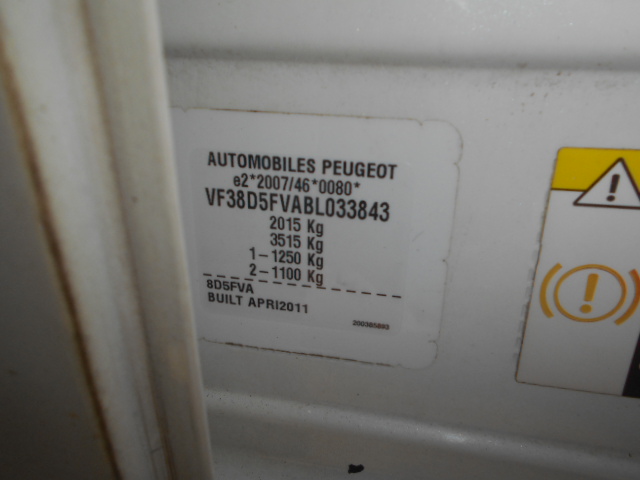 AUTOMOBILES PEUGEOT
e2*2007/46*0080*
VF38D5FVABL033843
2015 Kg
3515 Kg
1-1250 Kg
2-1100 Kg
8D5FVA
BUILT APRI2011
200385893